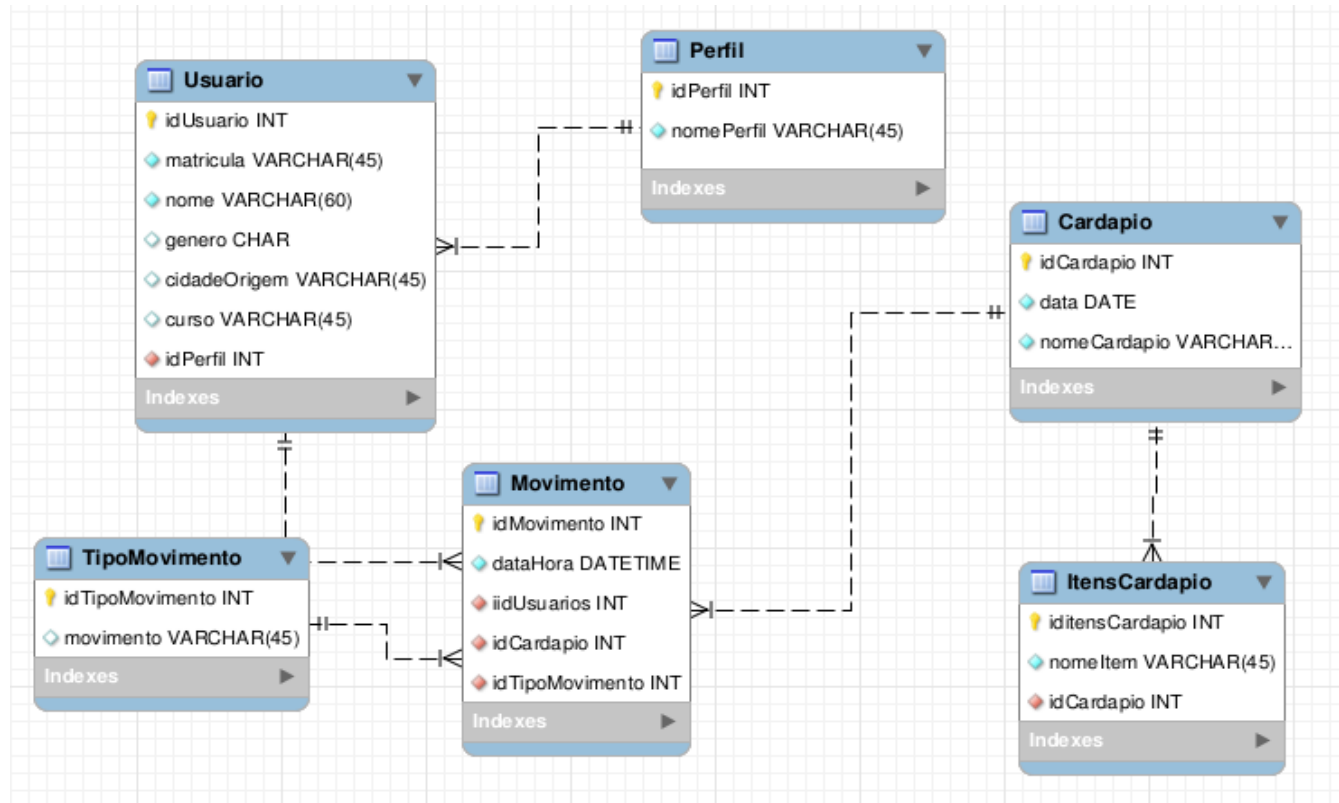 Usuario
idUsuario INT
matricula VARCHAR(45)
nome VARCHAR(60)
genero CHAR
cidadeOrigem VARCHAR(45)
curso VARCHAR(45)
idPerfil INT
Indexes
Perfil
idPerfil INT
nomePerfil VARCHAR(45)
Indexes
Cardapio
idCardapio INT
data DATE
nomeCardapio VARCHAR...
Indexes
TipoMovimento
idTipoMovimento INT
movimento VARCHAR(45)
Indexes
Movimento
idMovimento INT
dataHora DATETIME
iidUsuarios INT
idCardapio INT
idTipoMovimento INT
Indexes
ItensCardapio
iditensCardapio INT
nomeItem VARCHAR(45)
idCardapio INT
Indexes